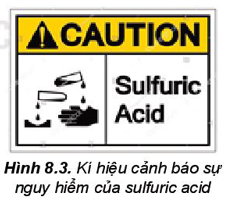 CAUTION
Sulfuric
Acid
Hình 8.3. Kí hiệu cảnh báo sự
nguy hiểm của sulfuric acid